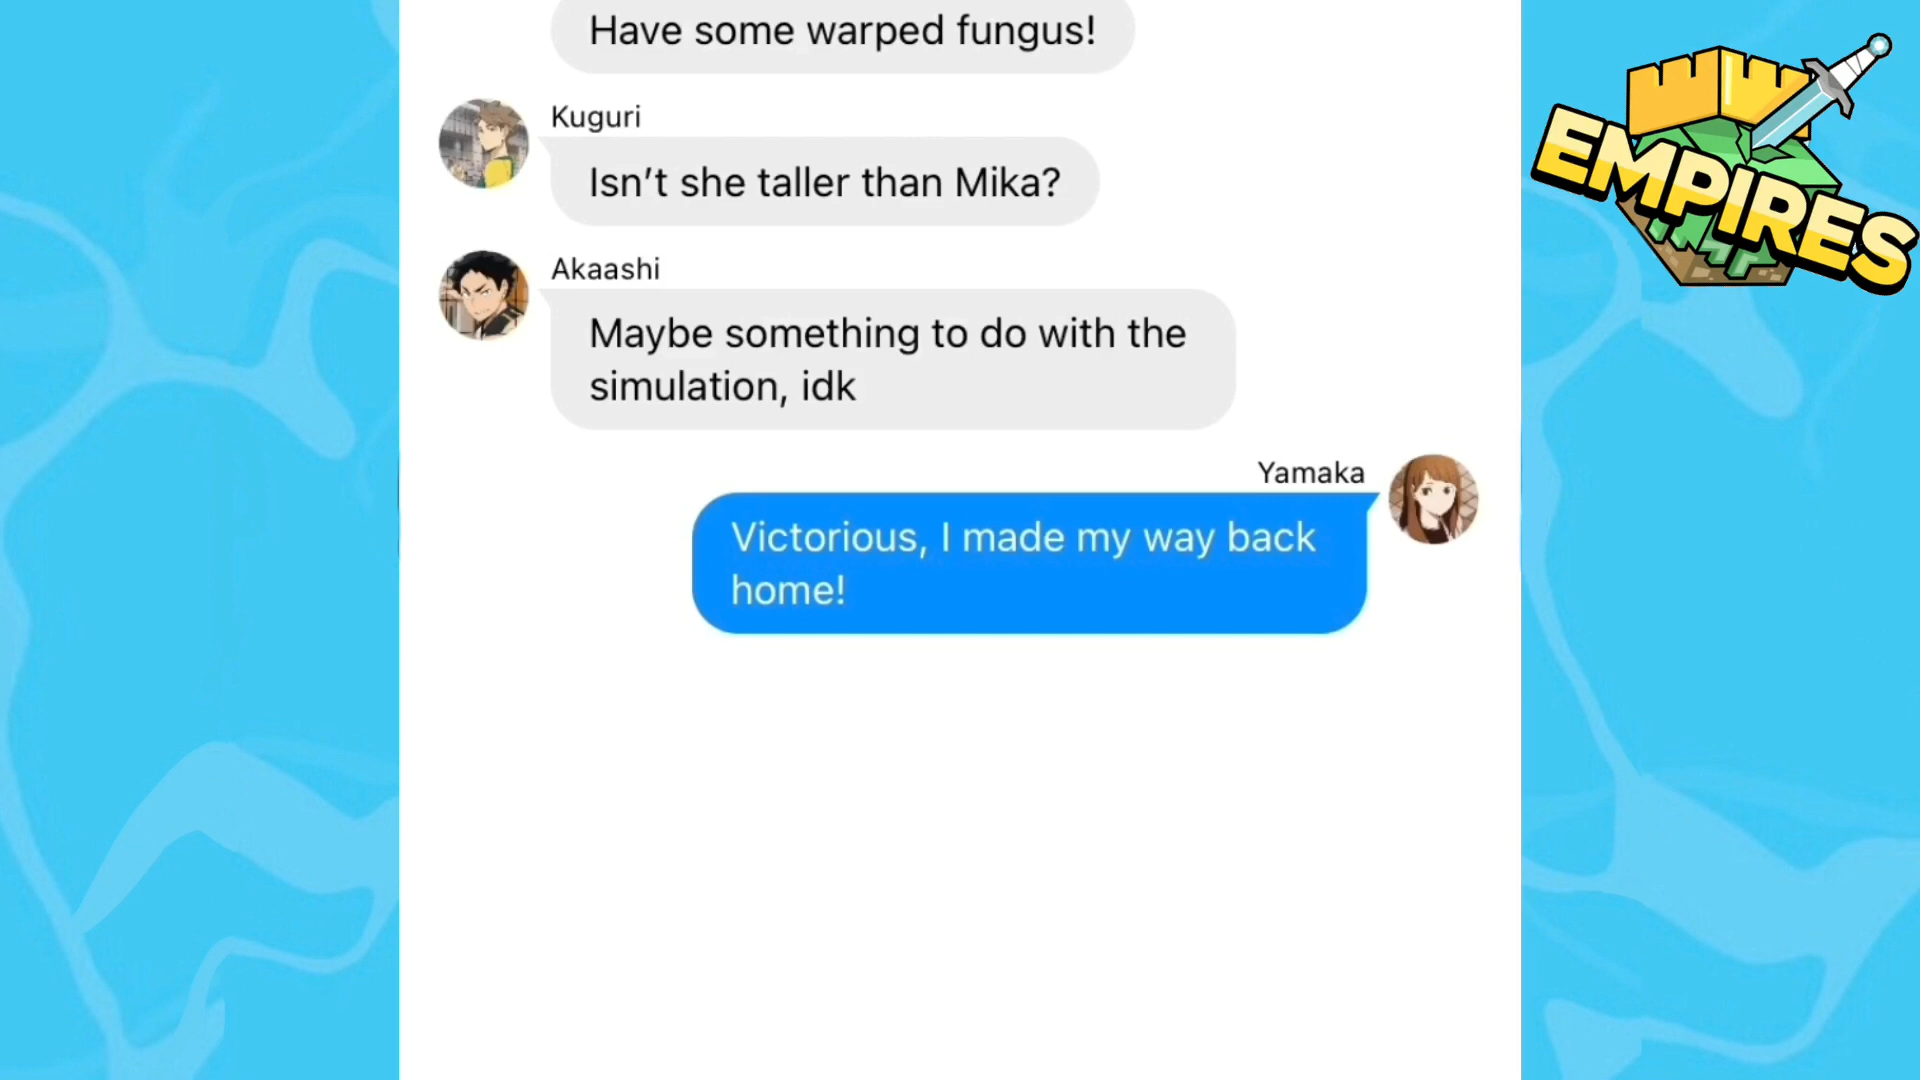 Have some warped fungus!
Kuguri
Isn’t she taller than Mika?
Akaashi
Maybe something to do with the
simulation, idk
Yamaka
Victorious, I made my way back
home!
EMPIRES